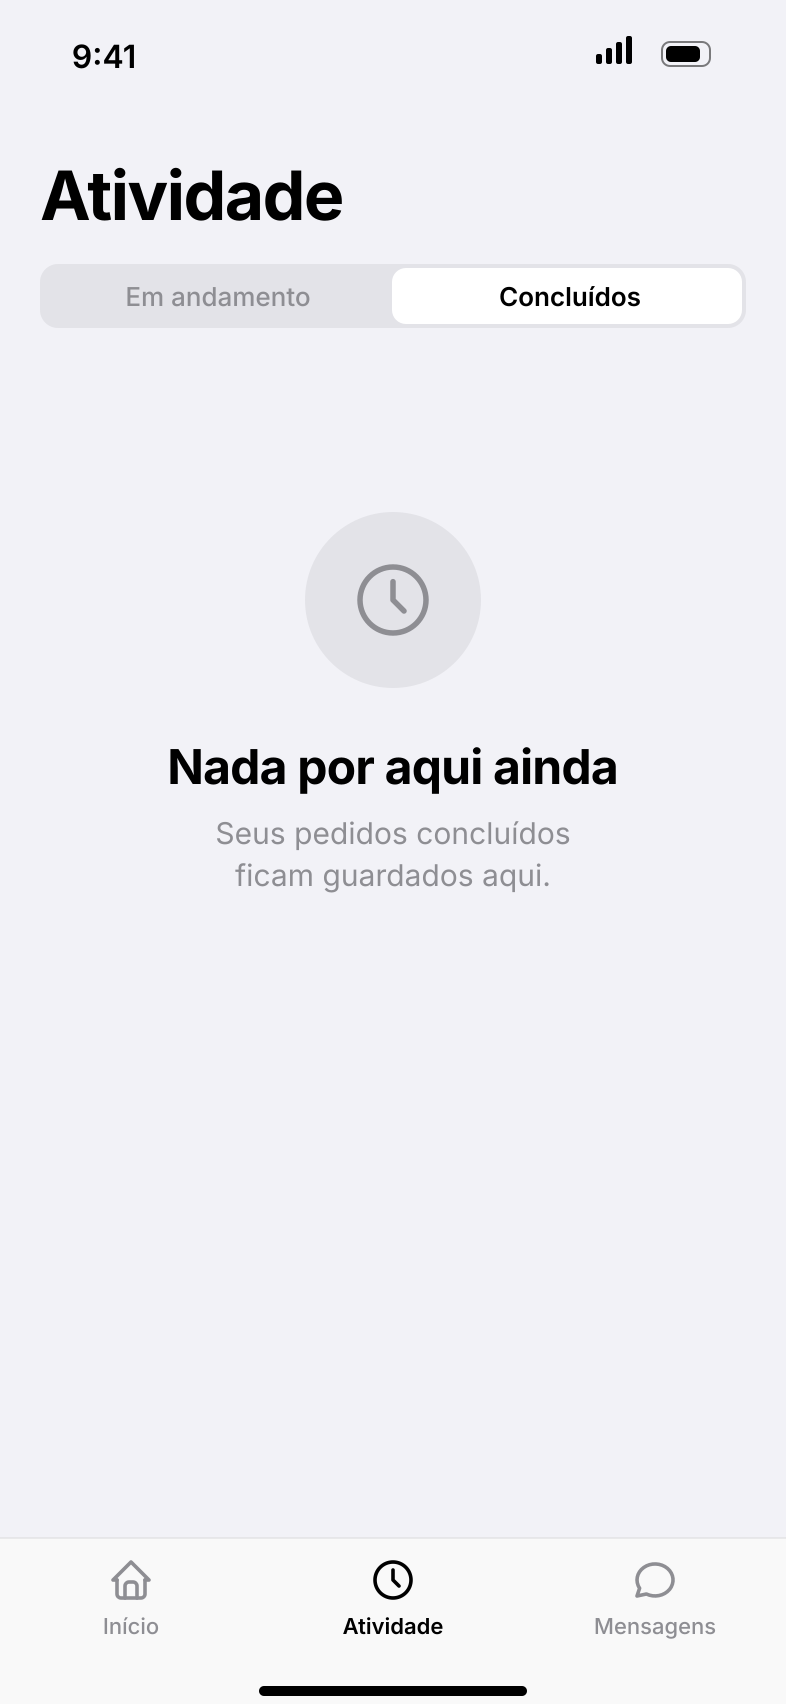 9:41
Atividade
Em andamento
Concluídos
Nada por aqui ainda
Seus pedidos concluídos
ficam guardados aqui.
Início
Atividade
Mensagens